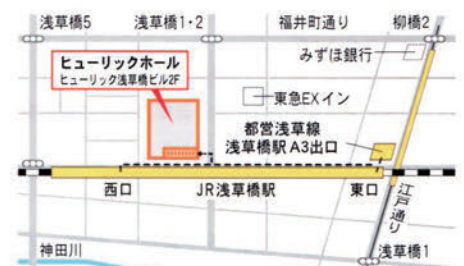 浅草橋5
浅草橋1・2
福井町通り
柳橋2
みずほ銀行
ヒューリックホール
ヒューリック浅草橋ビル2F
東急EXイン
都営浅草線
浅草橋駅 A3出口
西口
JR浅草橋駅
東口
江戸通り
神田川
浅草橋1